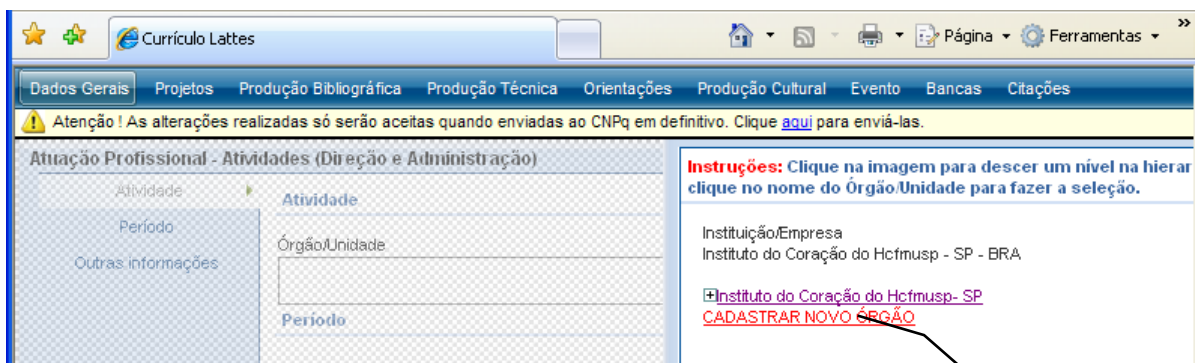 Currículo Lattes
Página
Ferramentas
»
Dados Gerais Projetos Produção Bibliográfica Produção Técnica Orientações Produção Cultural Evento Bancas Citações
Atenção ! As alterações realizadas só serão aceitas quando enviadas ao CNPq em definitivo. Clique aqui para enviá-las.
Atuação Profissional - Atividades (Direção e Administração)
Atividade
Período
Outras informações
Atividade
Órgão/Unidade
Período
Instruções: Clique na imagem para descer um nível na hierar
clique no nome do Órgão/Unidade para fazer a seleção.
Instituição/Empresa
Instituto do Coração do Hcfmusp - SP - BRA
Instituto do Coração do Hcfmusp- SP
CADASTRAR NOVO ÓRGÃO